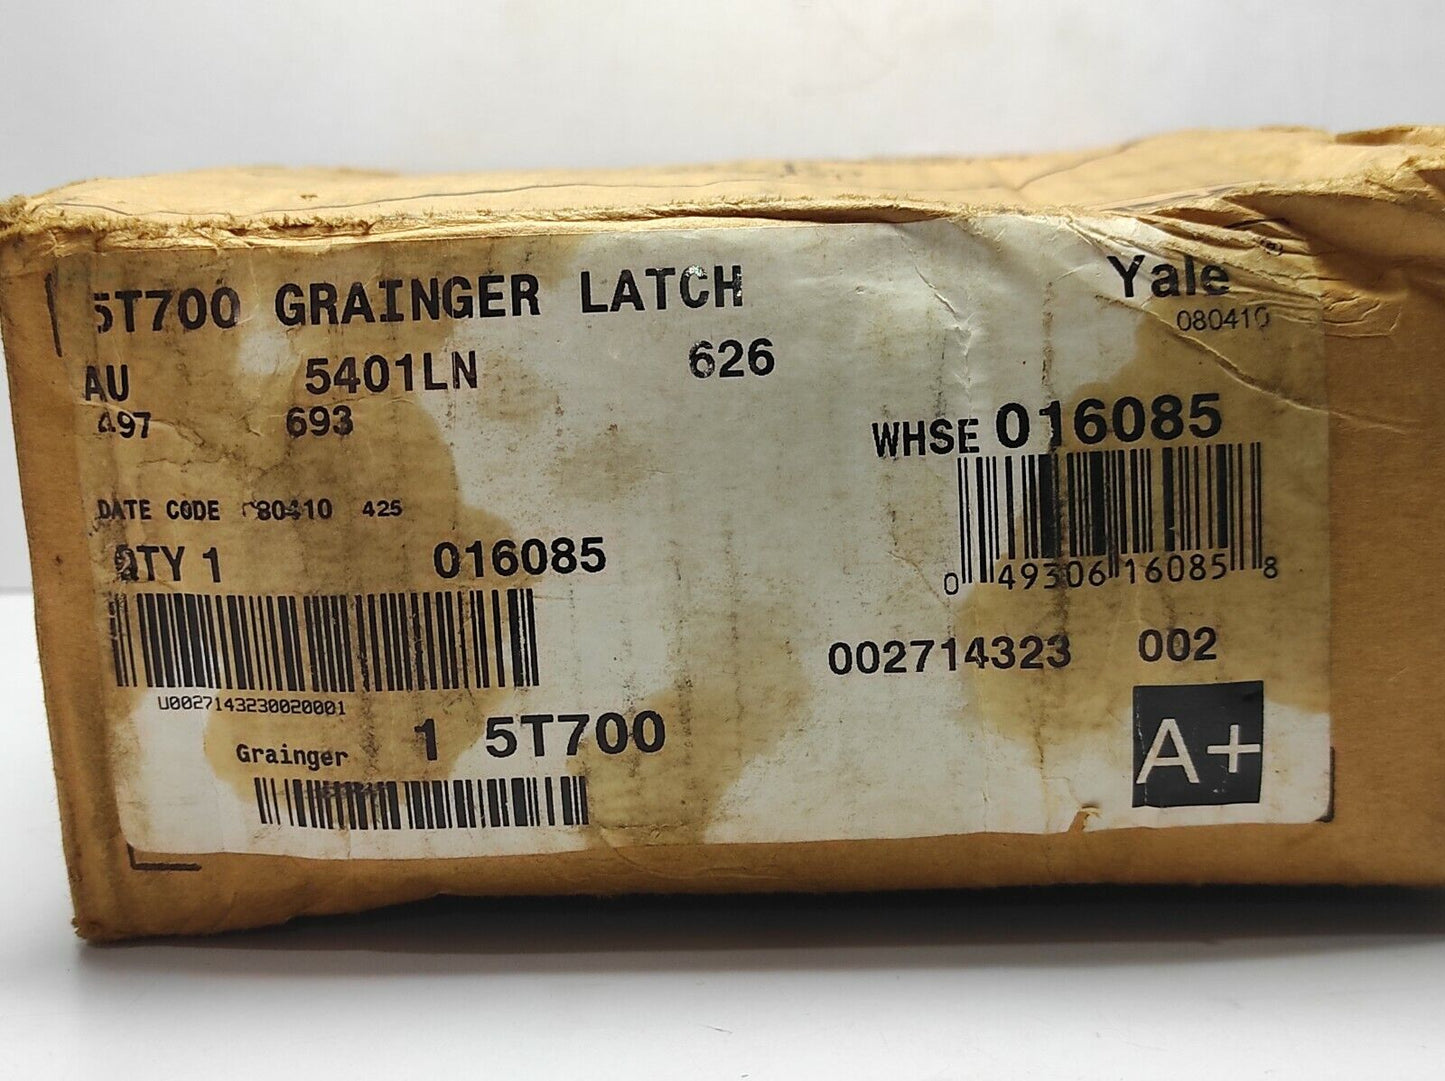 5T700 GRAINGER LATCH
Yale ®
080410
AU 5401LN 626
497 693
WHSE 016085
DATE CODE 080410 425
QTY 1 016085
0 49306 16085 8
U0027143230020001
002714323 002
Grainger 1 5T700
A+